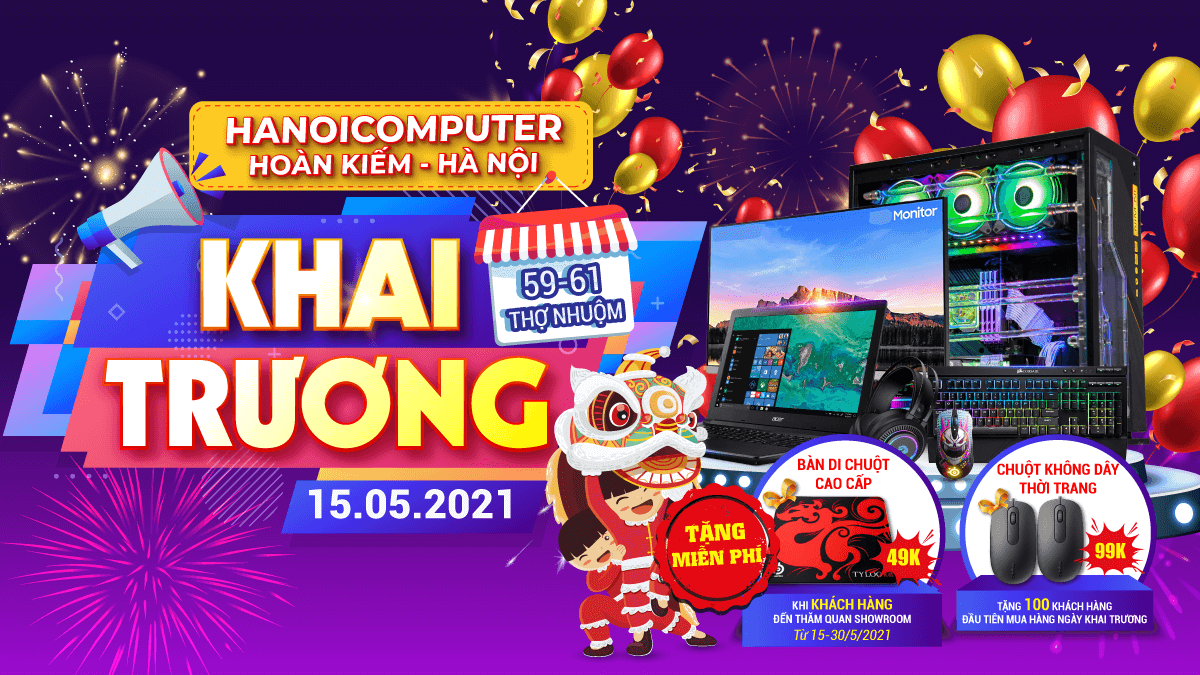 HANOICOMPUTER
HOÀN KIẾM - HÀ NỘI
KHAI
TRƯƠNG
59-61
THỢ NHUỘM
15.05.2021
Monitor
acer
TẶNG
MIỄN PHÍ
BÀN DI CHUỘT
CAO CẤP
49K
KHI KHÁCH HÀNG
ĐẾN THĂM QUAN SHOWROOM
Từ 15-30/5/2021
CHUỘT KHÔNG DÂY
THỜI TRANG
99K
TẶNG 100 KHÁCH HÀNG
ĐẦU TIÊN MUA HÀNG NGÀY KHAI TRƯƠNG